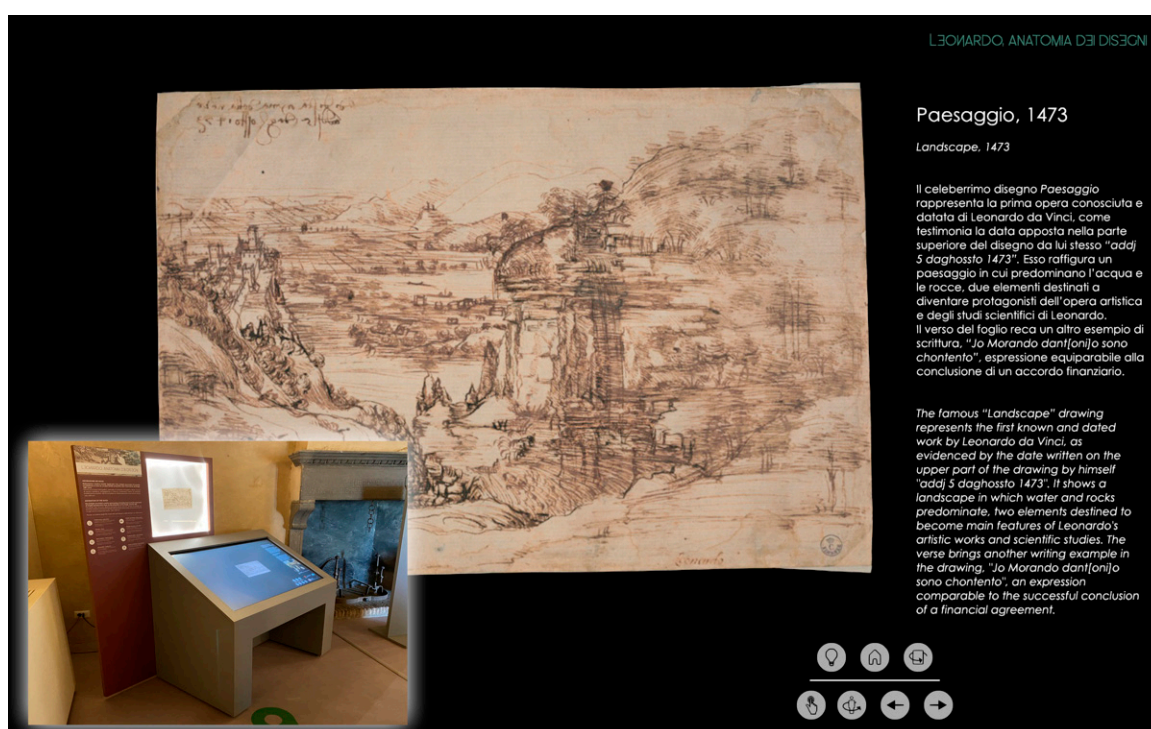 LEONARDO, ANATOMIA DEI DISEGNI
Paesaggio, 1473
Landscape, 1473
Il celeberrimo disegno Paesaggio
rappresenta la prima opera conosciuta e
datata di Leonardo da Vinci, come
testimonia la data apposta nella parte
superiore del disegno da lui stesso “addj
5 daghossto 1473”. Esso raffigura un
paesaggio in cui predominano l’acqua e
le rocce, due elementi destinati a
diventare protagonisti dell’opera artistica
e degli studi scientifici di Leonardo.
Il verso del foglio reca un altro esempio di
scrittura, “Jo Morando dant[oni]o sono
chontento”, espressione equiparabile alla
conclusione di un accordo finanziario.
The famous “Landscape” drawing
represents the first known and dated
work by Leonardo da Vinci, as
evidenced by the date written on the
upper part of the drawing by himself
"addj 5 daghossto 1473". It shows a
landscape in which water and rocks
predominate, two elements destined to
become main features of Leonardo's
artistic works and scientific studies. The
verse brings another writing example in
the drawing, "Jo Morando dant[oni]o
sono chontento", an expression
comparable to the successful conclusion
of a financial agreement.